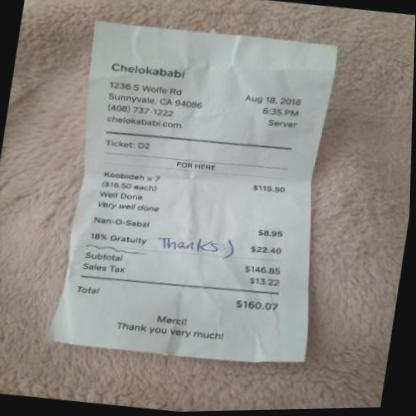 Chelokababi
1236 S Wolfe Rd
Sunnyvale, CA 94086
(408) 737-1222
chelokababi.com
Aug 18, 2018
6:35 PM
Server
Ticket: D2
FOR HERE
Koobideh x 7 $115.50
($16.50 each)
Well Done
Very well done
Nan-O-Sabzi $8.95
18% Gratuity Thanks :) $22.40
Subtotal $146.85
Sales Tax $13.22
Total $160.07
Merci!
Thank you very much!